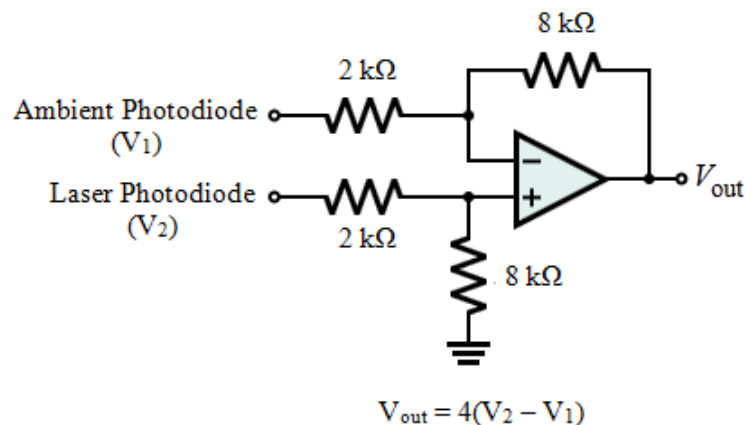 8 kΩ
2 kΩ
Ambient Photodiode
(V₁)
−
Vout
Laser Photodiode
(V₂)
+
2 kΩ
8 kΩ
Vout = 4(V₂ − V₁)